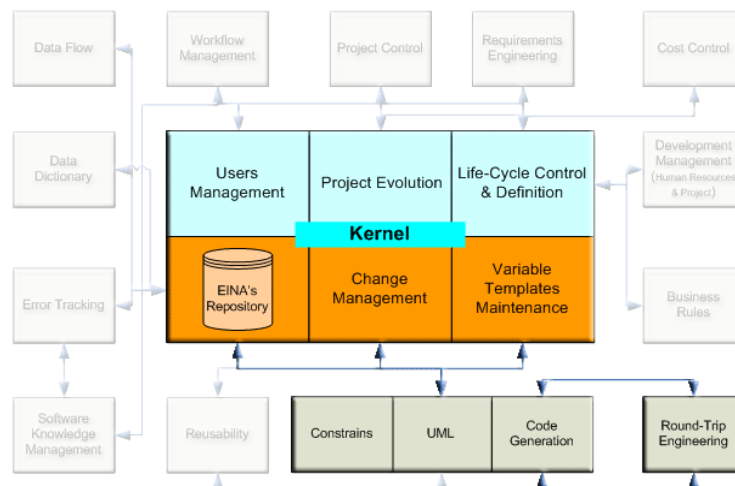 Data Flow
Workflow
Management
Project Control
Requirements
Engineering
Cost Control
Data
Dictionary
Users
Management
Project Evolution
Life-Cycle Control
& Definition
Development
Management
(Human Resources
& Project)
Kernel
EINA's
Repository
Change
Management
Variable
Templates
Maintenance
Error Tracking
Business
Rules
Software
Knowledge
Management
Reusability
Constrains
UML
Code
Generation
Round-Trip
Engineering